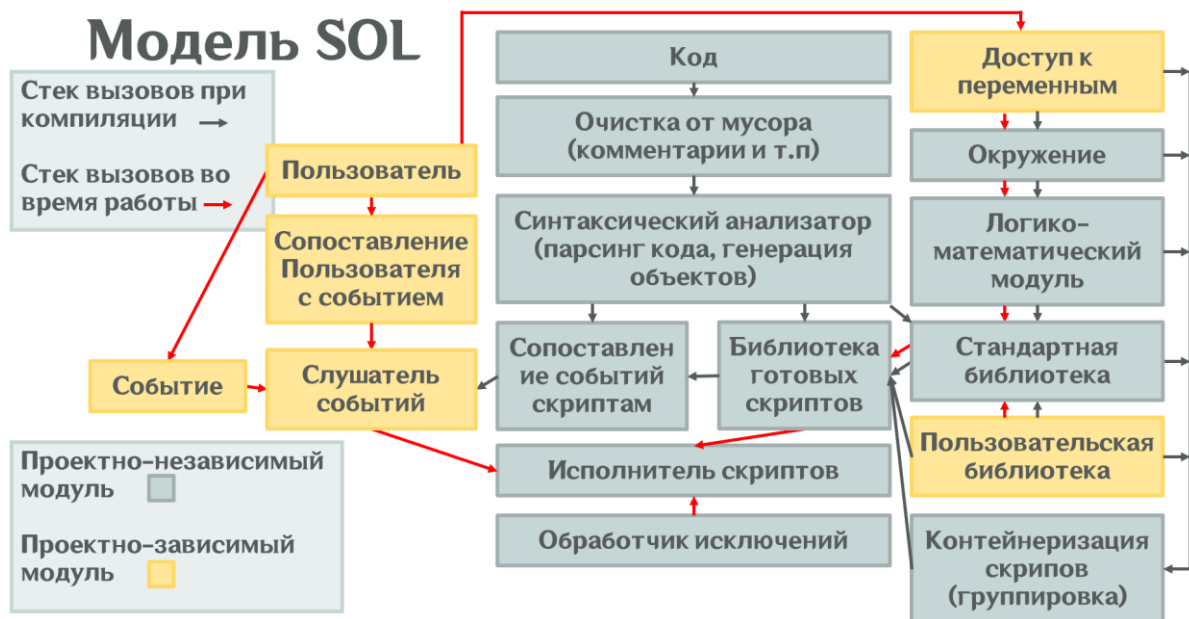 Модель SOL
Стек вызовов при
компиляции
Стек вызовов во
время работы
Пользователь
Сопоставление
Пользователя
с событием
Событие
Слушатель
событий
Проектно-независимый
модуль
Проектно-зависимый
модуль
Код
Очистка от мусора
(комментарии и т.п)
Синтаксический анализатор
(парсинг кода, генерация
объектов)
Сопоставлен
ие событий
скриптам
Библиотека
готовых
скриптов
Исполнитель скриптов
Обработчик исключений
Доступ к
переменным
Окружение
Логико-
математический
модуль
Стандартная
библиотека
Пользовательская
библиотека
Контейнеризация
скрипов
(группировка)